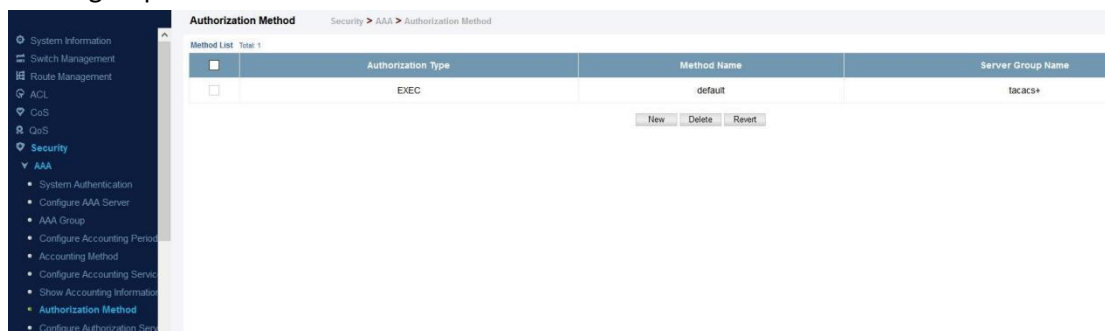 Authorization Method Security > AAA > Authorization Method
System Information
Switch Management
Route Management
ACL
CoS
QoS
Security
AAA
System Authentication
Configure AAA Server
AAA Group
Configure Accounting Period
Accounting Method
Configure Accounting Servic
Show Accounting Information
Authorization Method
Configure Authorization Serv
Method List Total: 1
Authorization Type Method Name Server Group Name
EXEC default tacacs+
New Delete Revert